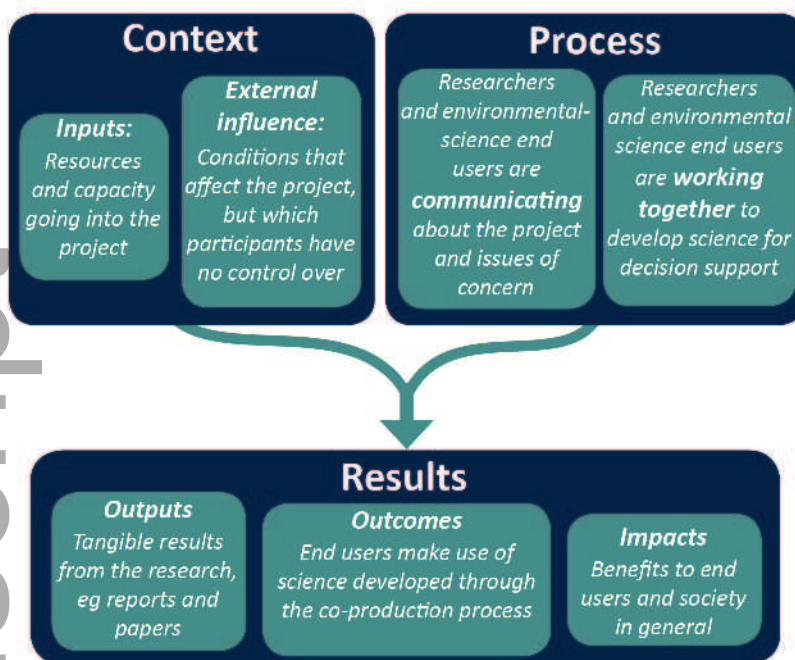 Context
Inputs:
Resources
and capacity
going into the
project
External
influence:
Conditions that
affect the project,
but which
participants have
no control over
Process
Researchers
and environmental-
science end
users are
communicating
about the project
and issues of
concern
Researchers
and environmental
science end users
are working
together to
develop science for
decision support
Results
Outputs
Tangible results
from the research,
eg reports and
papers
Outcomes
End users make use of
science developed through
the co-production process
Impacts
Benefits to end
users and society
in general